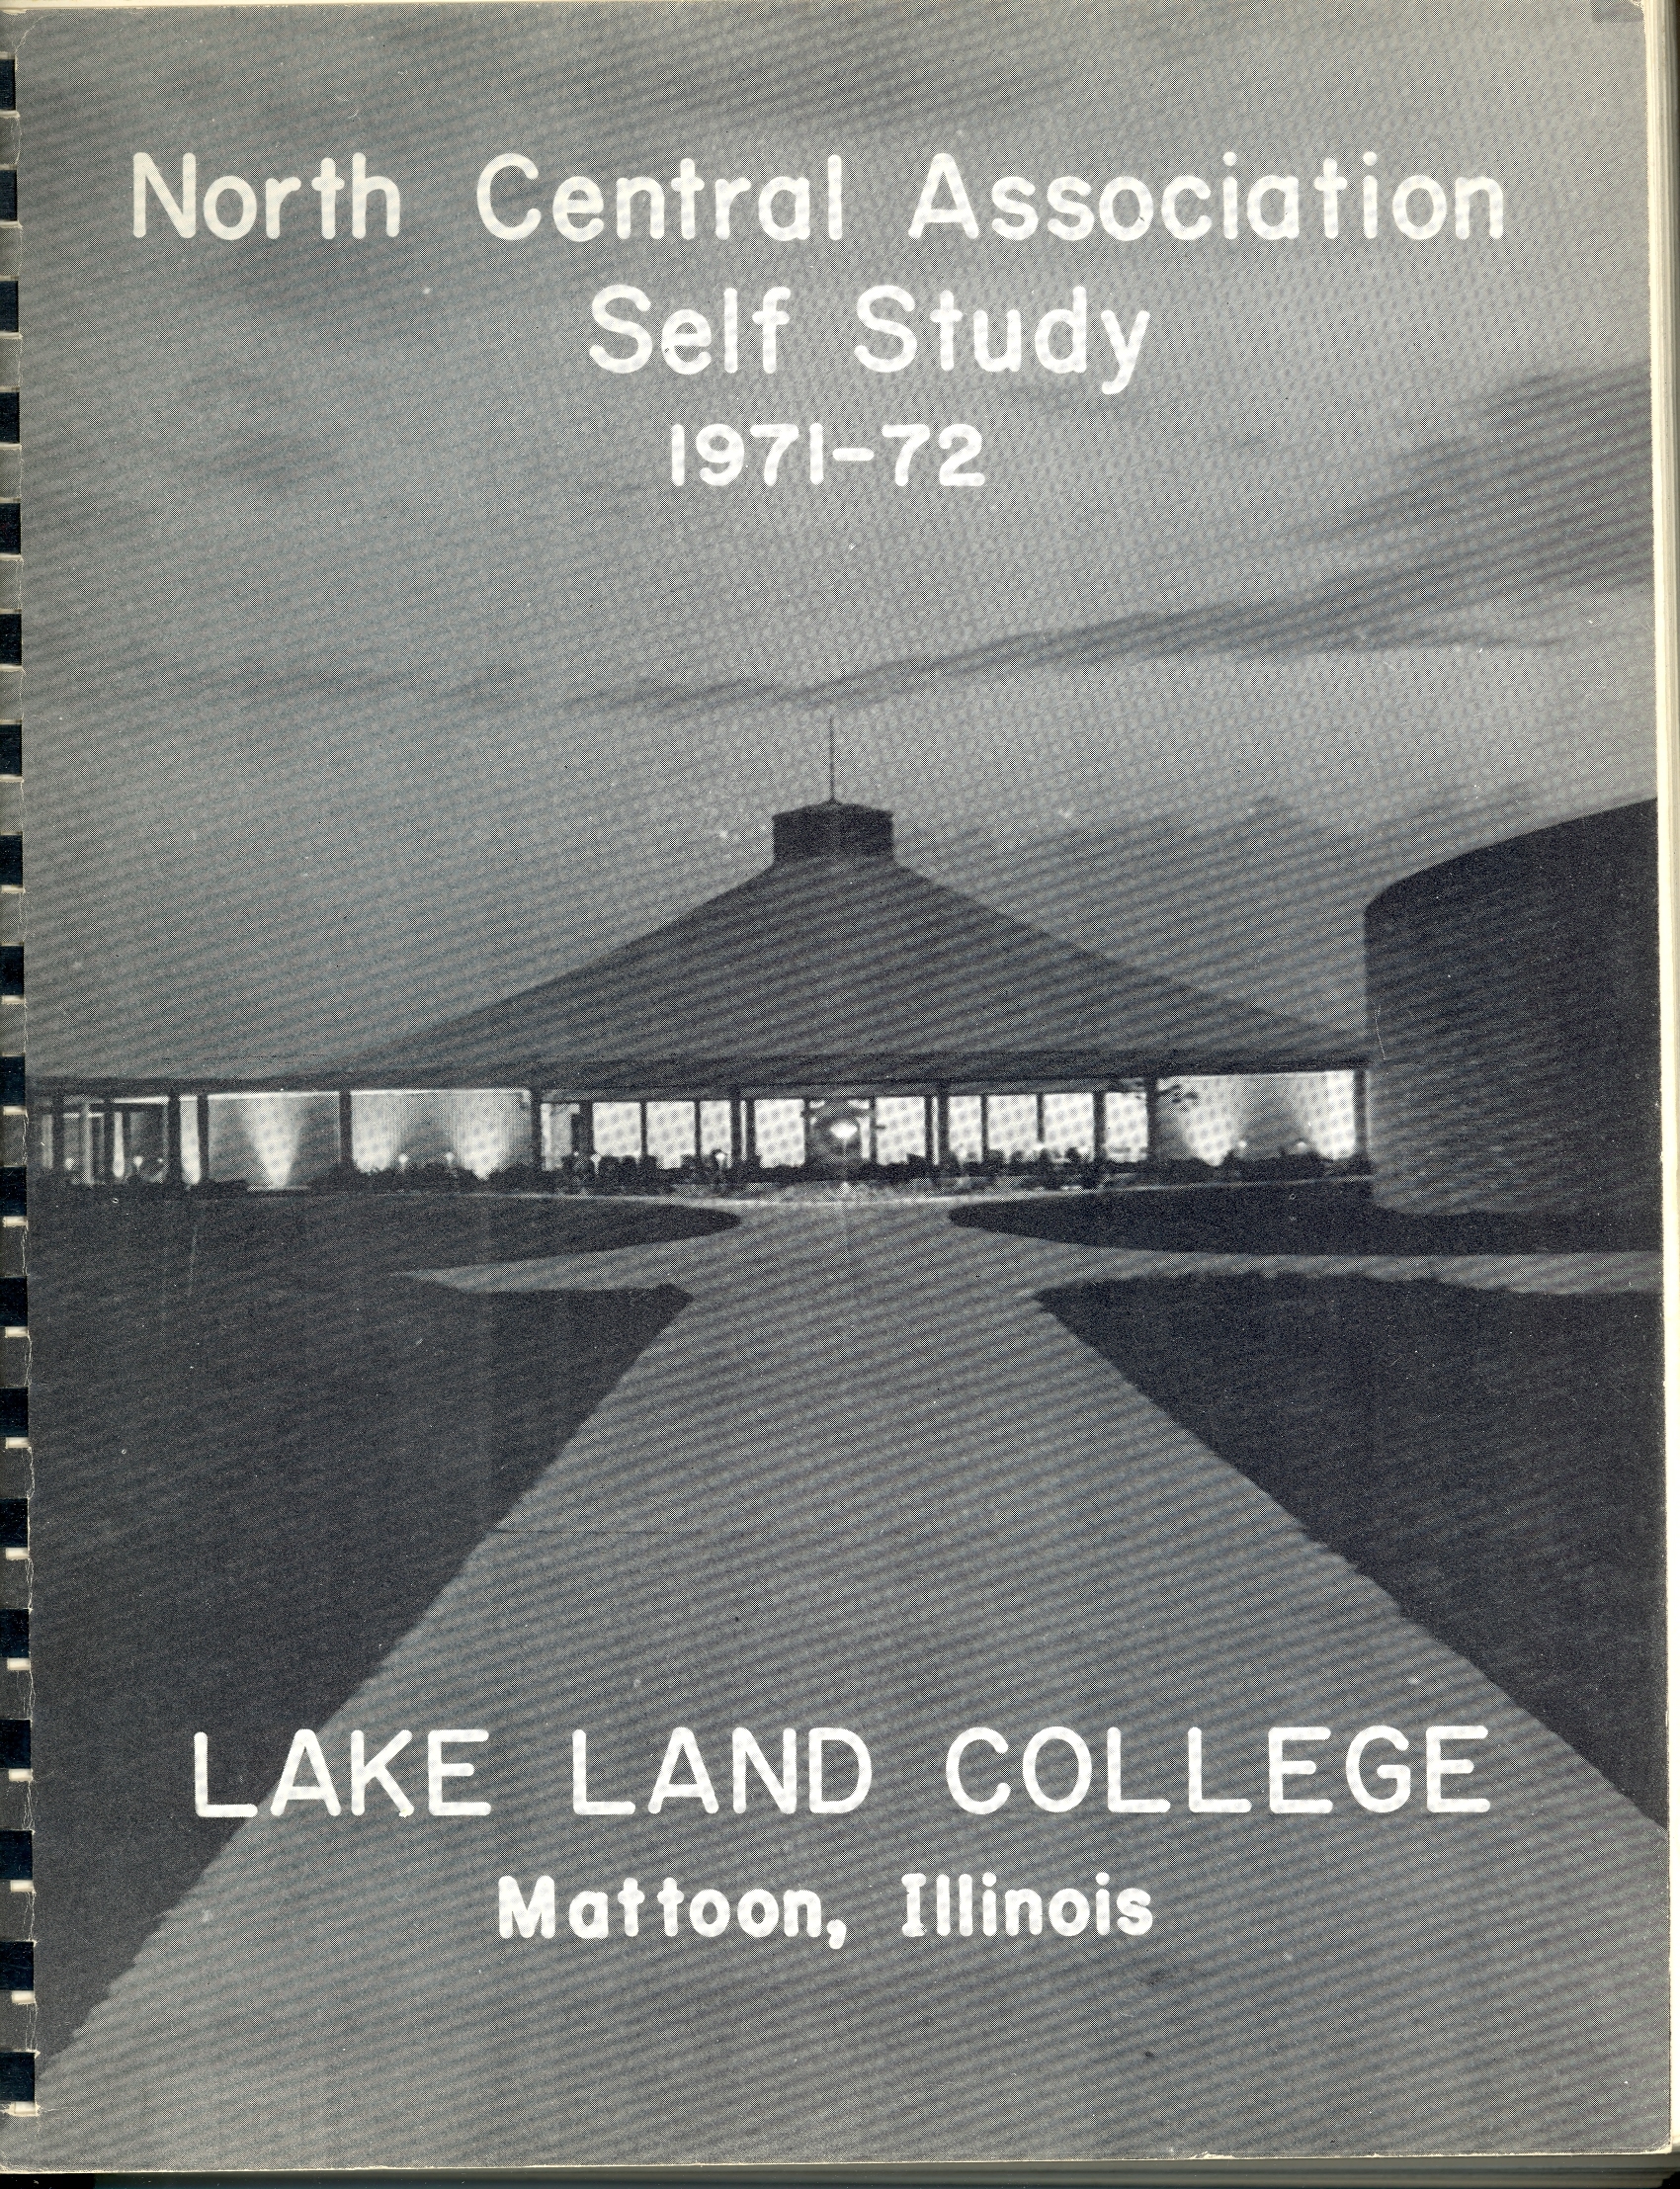 North Central Association
Self Study
1971-72
LAKE LAND COLLEGE
Mattoon, Illinois